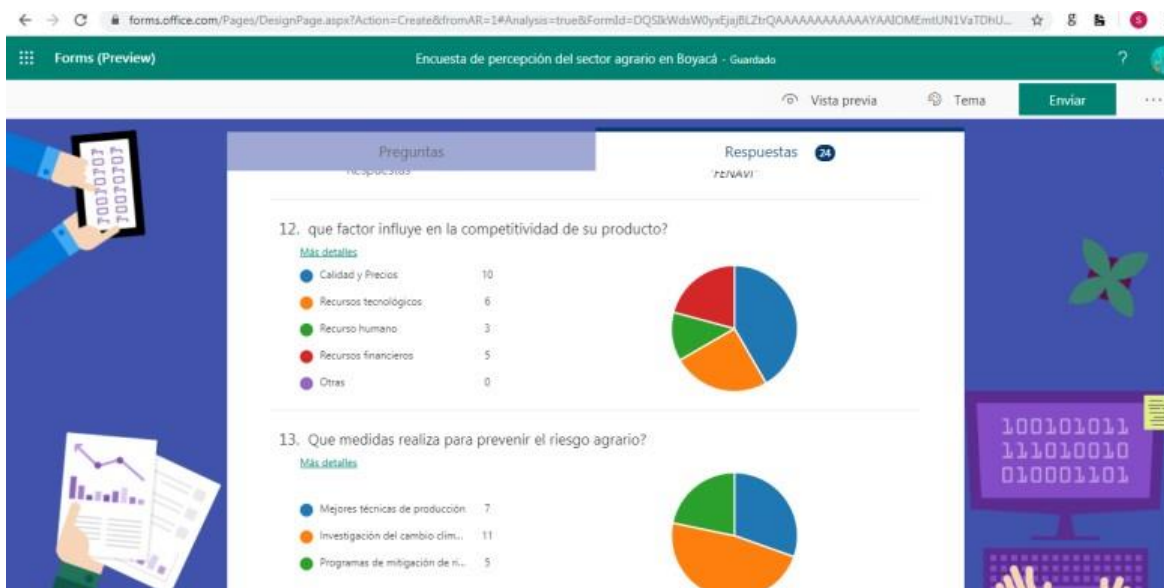 forms.office.com/Pages/DesignPage.aspx?Action=Create&fromAR=1#Analysis=true&FormId=
Forms (Preview)
Encuesta de percepción del sector agrario en Boyacá - Guardado
?
Vista previa
Tema
Enviar
...
Preguntas
Respuestas 24
Respuestas
"FENAVI"
12. que factor influye en la competitividad de su producto?
Más detalles
Calidad y Precios 10
Recursos tecnológicos 6
Recurso humano 3
Recursos financieros 5
Otras 0
13. Que medidas realiza para prevenir el riesgo agrario?
Más detalles
Mejores técnicas de producción 7
Investigación del cambio clim... 11
Programas de mitigación de ri... 5
100101011
111010010
010001101